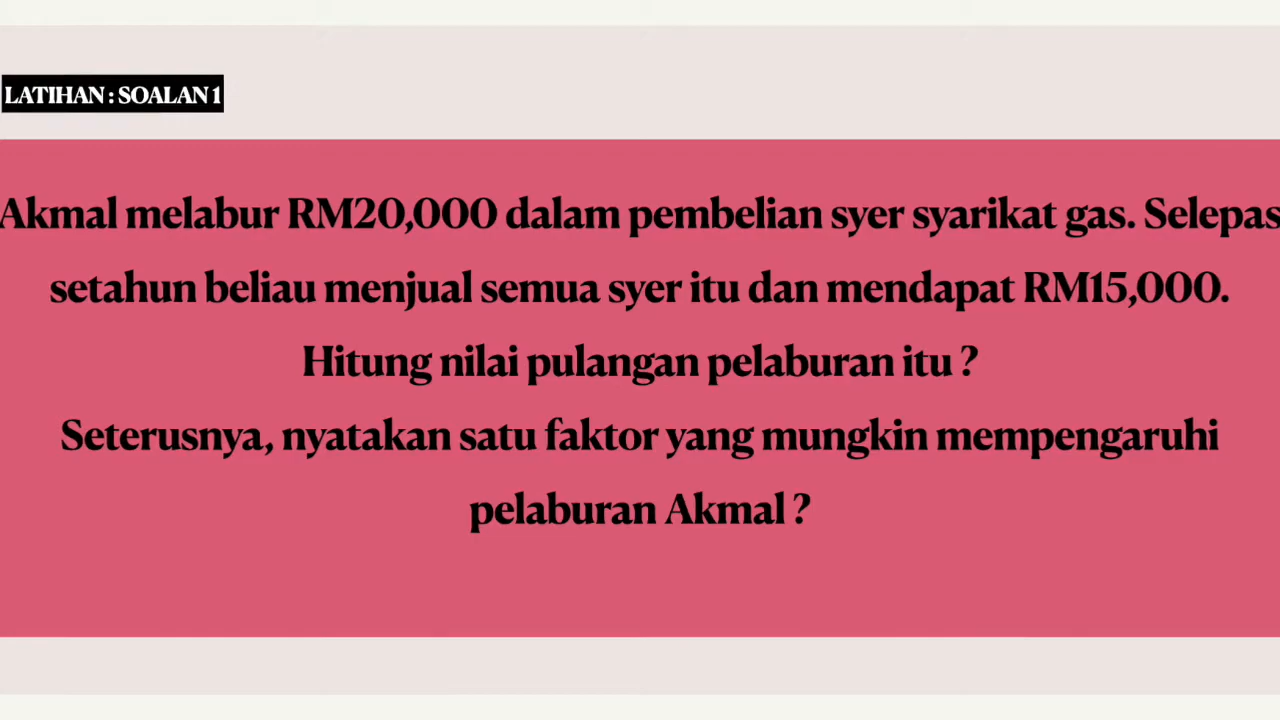 LATIHAN : SOALAN 1
Akmal melabur RM20,000 dalam pembelian syer syarikat gas. Selepas
setahun beliau menjual semua syer itu dan mendapat RM15,000.
Hitung nilai pulangan pelaburan itu ?
Seterusnya, nyatakan satu faktor yang mungkin mempengaruhi
pelaburan Akmal ?